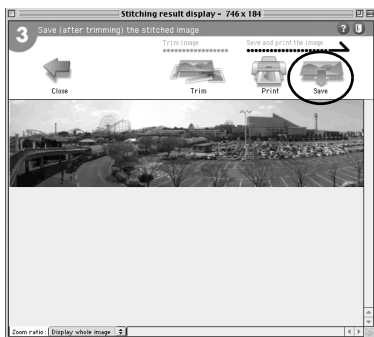 Stitching result display - 746 x 184
3 Save (after trimming) the stitched image ?
Trim image Save and print the image
Close Trim Print Save
Zoom ratio: Display whole image